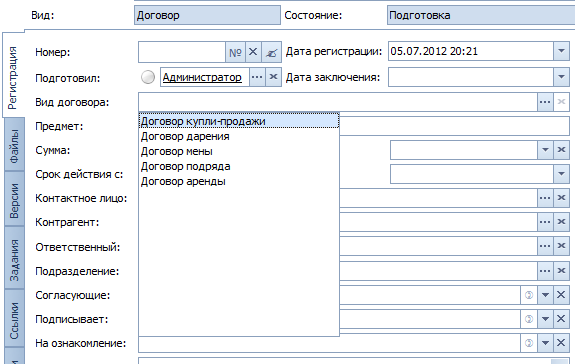 Вид: Договор Состояние: Подготовка
Регистрация
Файлы
Версии
Задания
Ссылки
Номер: № Дата регистрации: 05.07.2012 20:21
Подготовил: Администратор Дата заключения:
Вид договора:
Договор купли-продажи
Договор дарения
Договор мены
Договор подряда
Договор аренды
Предмет:
Сумма:
Срок действия с:
Контактное лицо:
Контрагент:
Ответственный:
Подразделение:
Согласующие:
Подписывает:
На ознакомление: